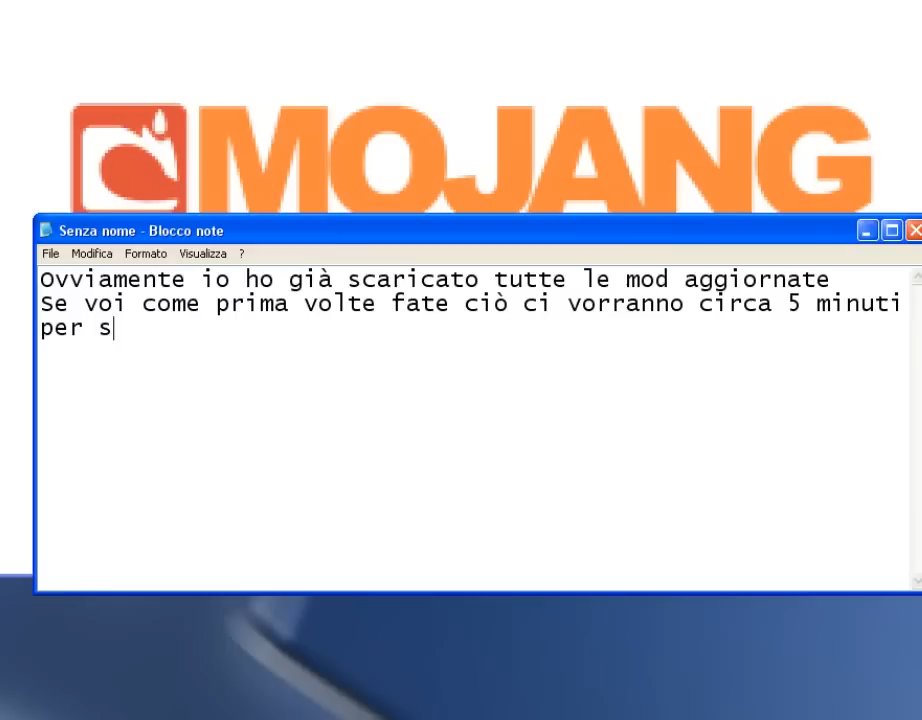 MOJANG
Senza nome - Blocco note
File Modifica Formato Visualizza ?
Ovviamente io ho già scaricato tutte le mod aggiornate
Se voi come prima volte fate ciò ci vorranno circa 5 minuti
per s